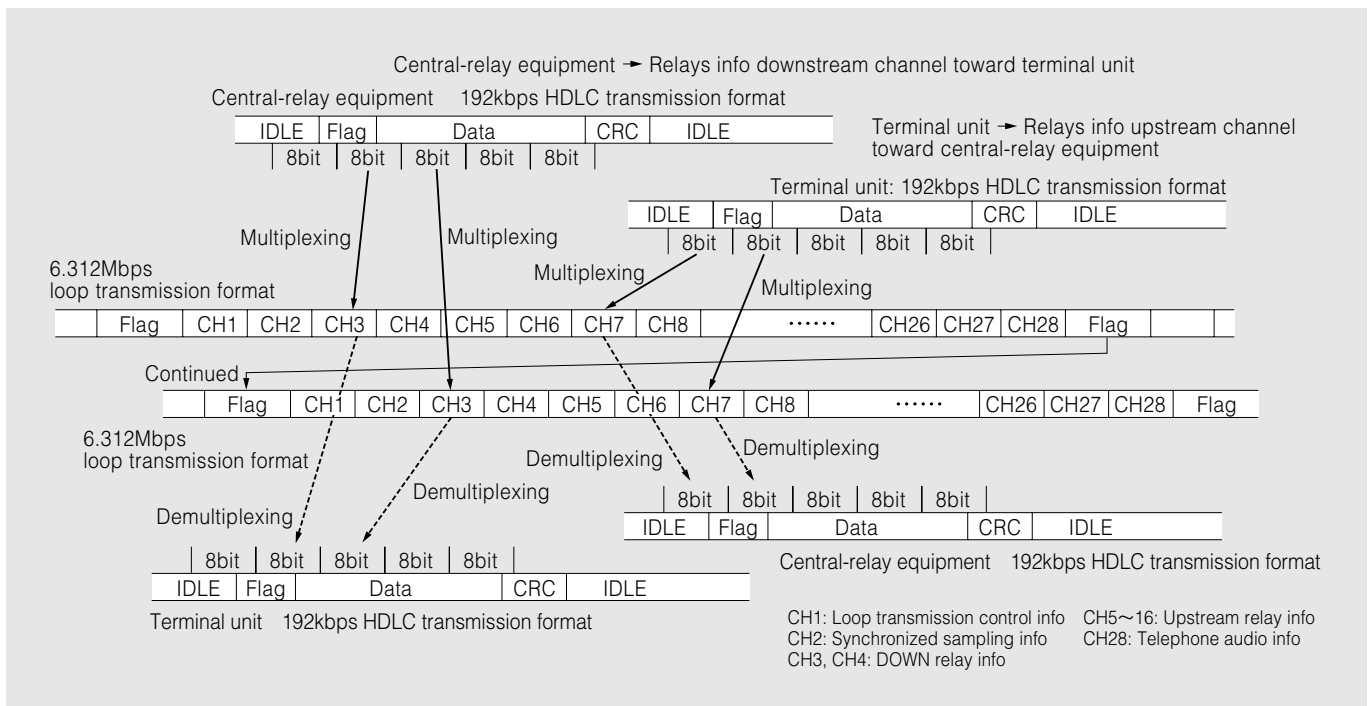 Central-relay equipment → Relays info downstream channel toward terminal unit
Central-relay equipment 192kbps HDLC transmission format
IDLE Flag Data CRC IDLE
8bit 8bit 8bit 8bit 8bit
Terminal unit → Relays info upstream channel
toward central-relay equipment
Terminal unit: 192kbps HDLC transmission format
IDLE Flag Data CRC IDLE
8bit 8bit 8bit 8bit 8bit
Multiplexing Multiplexing
Multiplexing Multiplexing
6.312Mbps
loop transmission format
Flag CH1 CH2 CH3 CH4 CH5 CH6 CH7 CH8 ······ CH26 CH27 CH28 Flag
Continued
Flag CH1 CH2 CH3 CH4 CH5 CH6 CH7 CH8 ······ CH26 CH27 CH28 Flag
6.312Mbps
loop transmission format
Demultiplexing Demultiplexing
Demultiplexing
Demultiplexing
8bit 8bit 8bit 8bit 8bit
IDLE Flag Data CRC IDLE
Central-relay equipment 192kbps HDLC transmission format
8bit 8bit 8bit 8bit 8bit
IDLE Flag Data CRC IDLE
Terminal unit 192kbps HDLC transmission format
CH1: Loop transmission control info CH5~16: Upstream relay info
CH2: Synchronized sampling info CH28: Telephone audio info
CH3, CH4: DOWN relay info